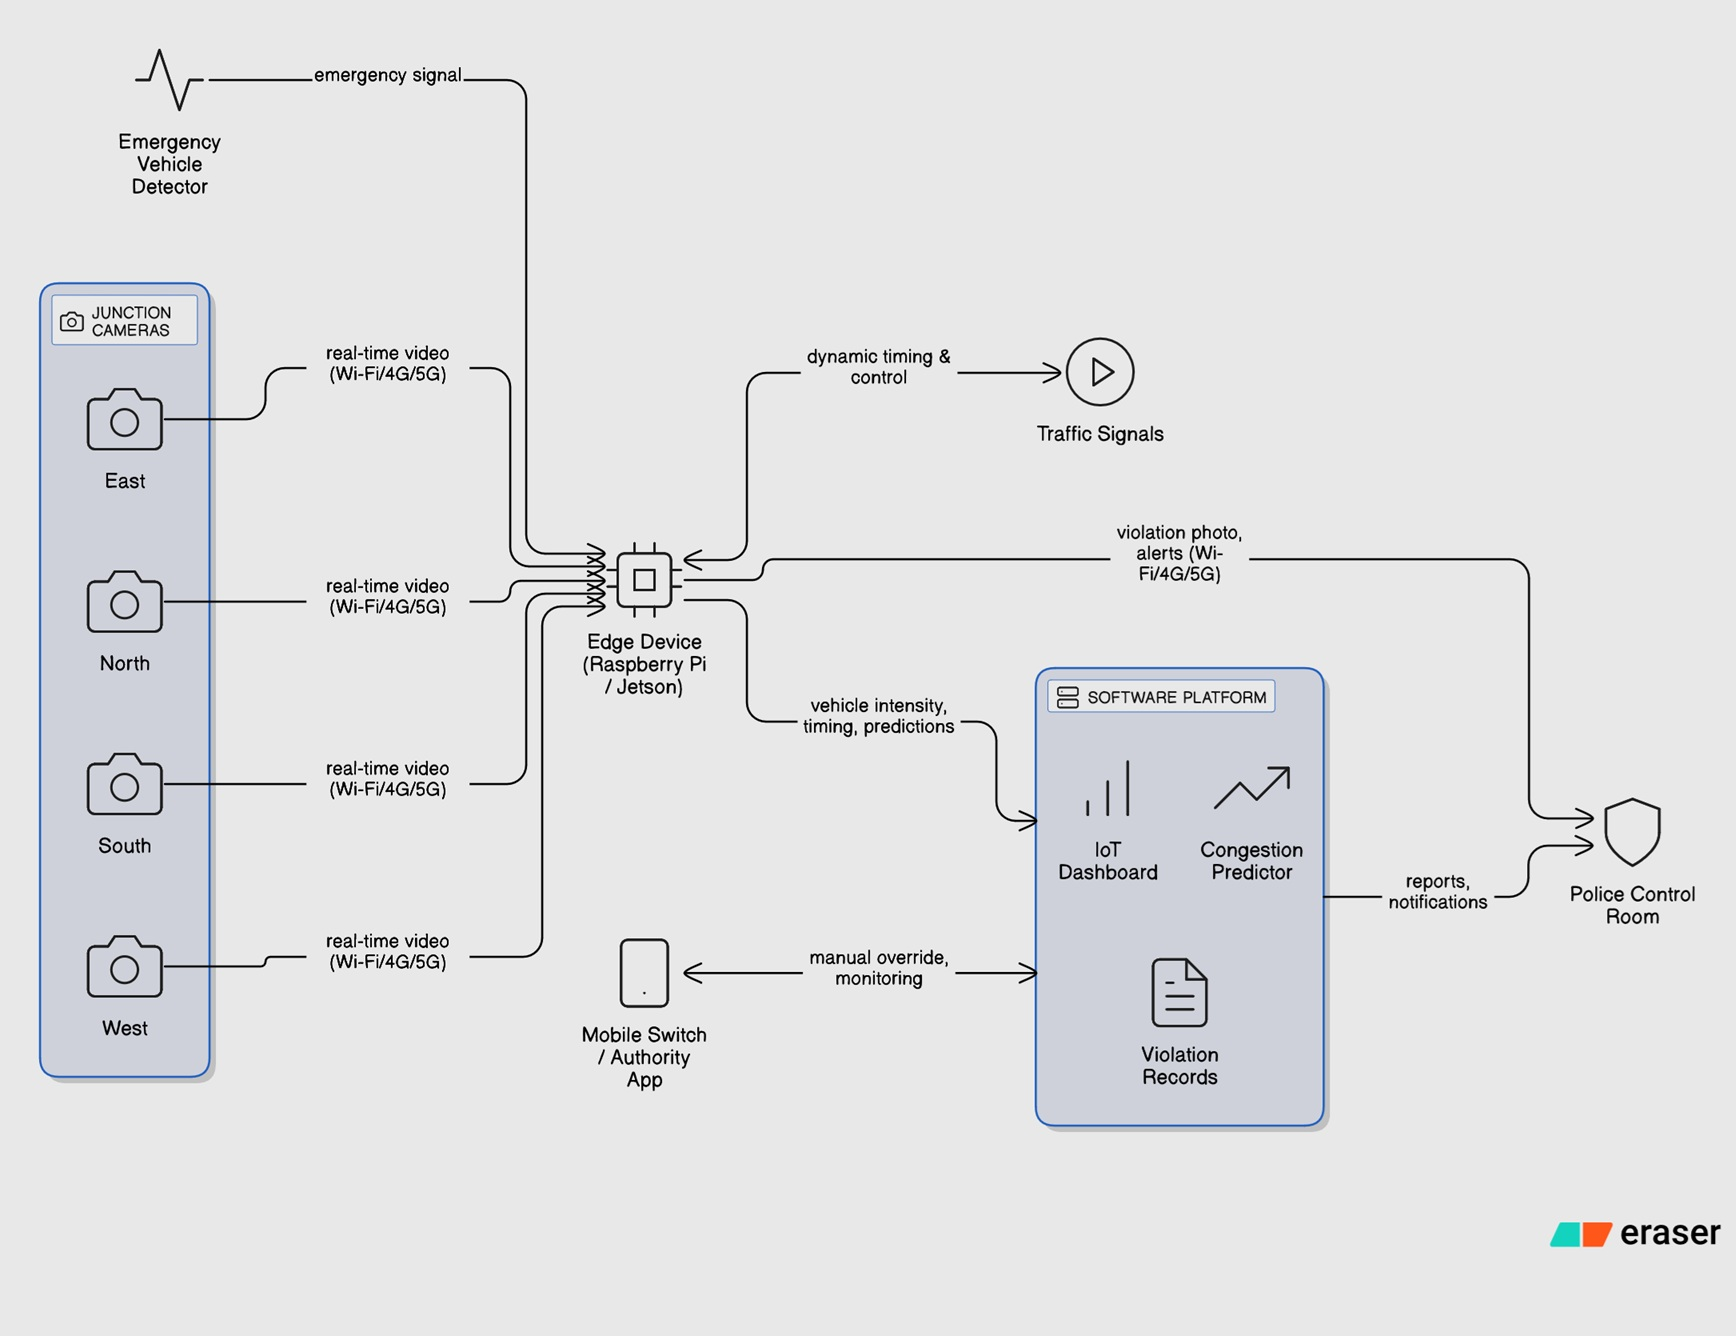 emergency signal
Emergency
Vehicle
Detector
JUNCTION
CAMERAS
real-time video
(Wi-Fi/4G/5G)
East
real-time video
(Wi-Fi/4G/5G)
North
real-time video
(Wi-Fi/4G/5G)
South
real-time video
(Wi-Fi/4G/5G)
West
Edge Device
(Raspberry Pi
/ Jetson)
dynamic timing &
control
Traffic Signals
violation photo,
alerts (Wi-
Fi/4G/5G)
vehicle intensity,
timing, predictions
SOFTWARE PLATFORM
IoT
Dashboard
Congestion
Predictor
Violation
Records
manual override,
monitoring
Mobile Switch
/ Authority
App
reports,
notifications
Police Control
Room
eraser